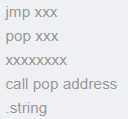 jmp xxx
pop xxx
xxxxxxxx
call pop address
.string